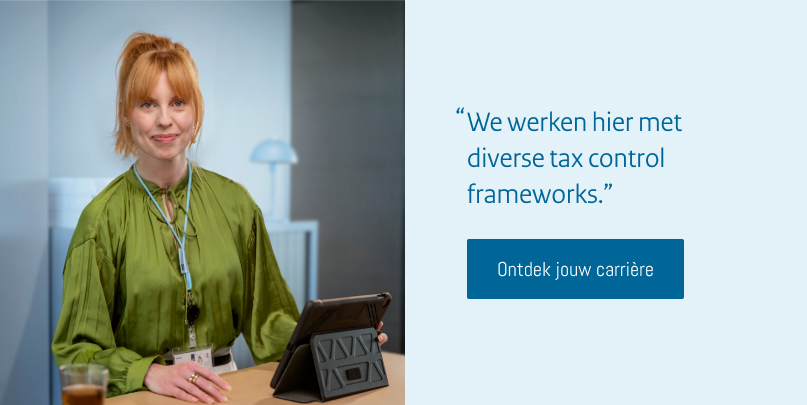 “We werken hier met
diverse tax control
frameworks.”
Ontdek jouw carrière